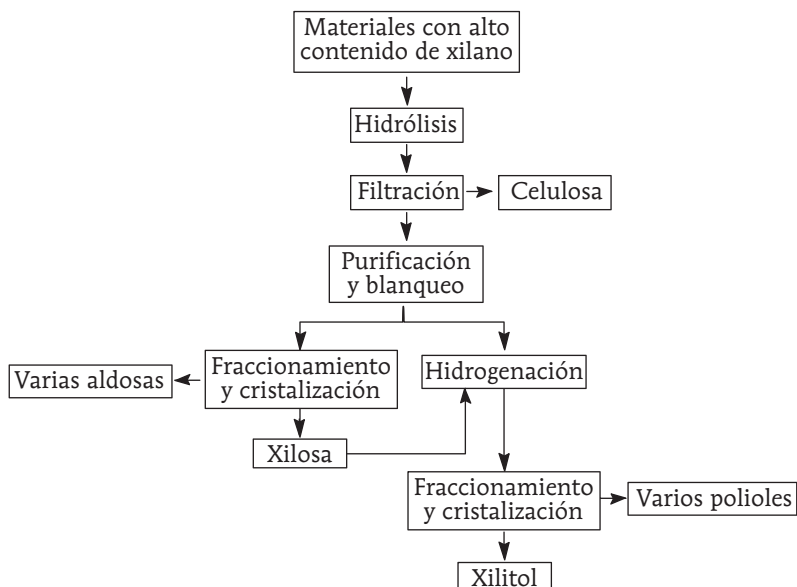 Materiales con alto
contenido de xilano
Hidrólisis
Filtración
Celulosa
Purificación
y blanqueo
Varias aldosas
Fraccionamiento
y cristalización
Hidrogenación
Xilosa
Fraccionamiento
y cristalización
Varios polioles
Xilitol